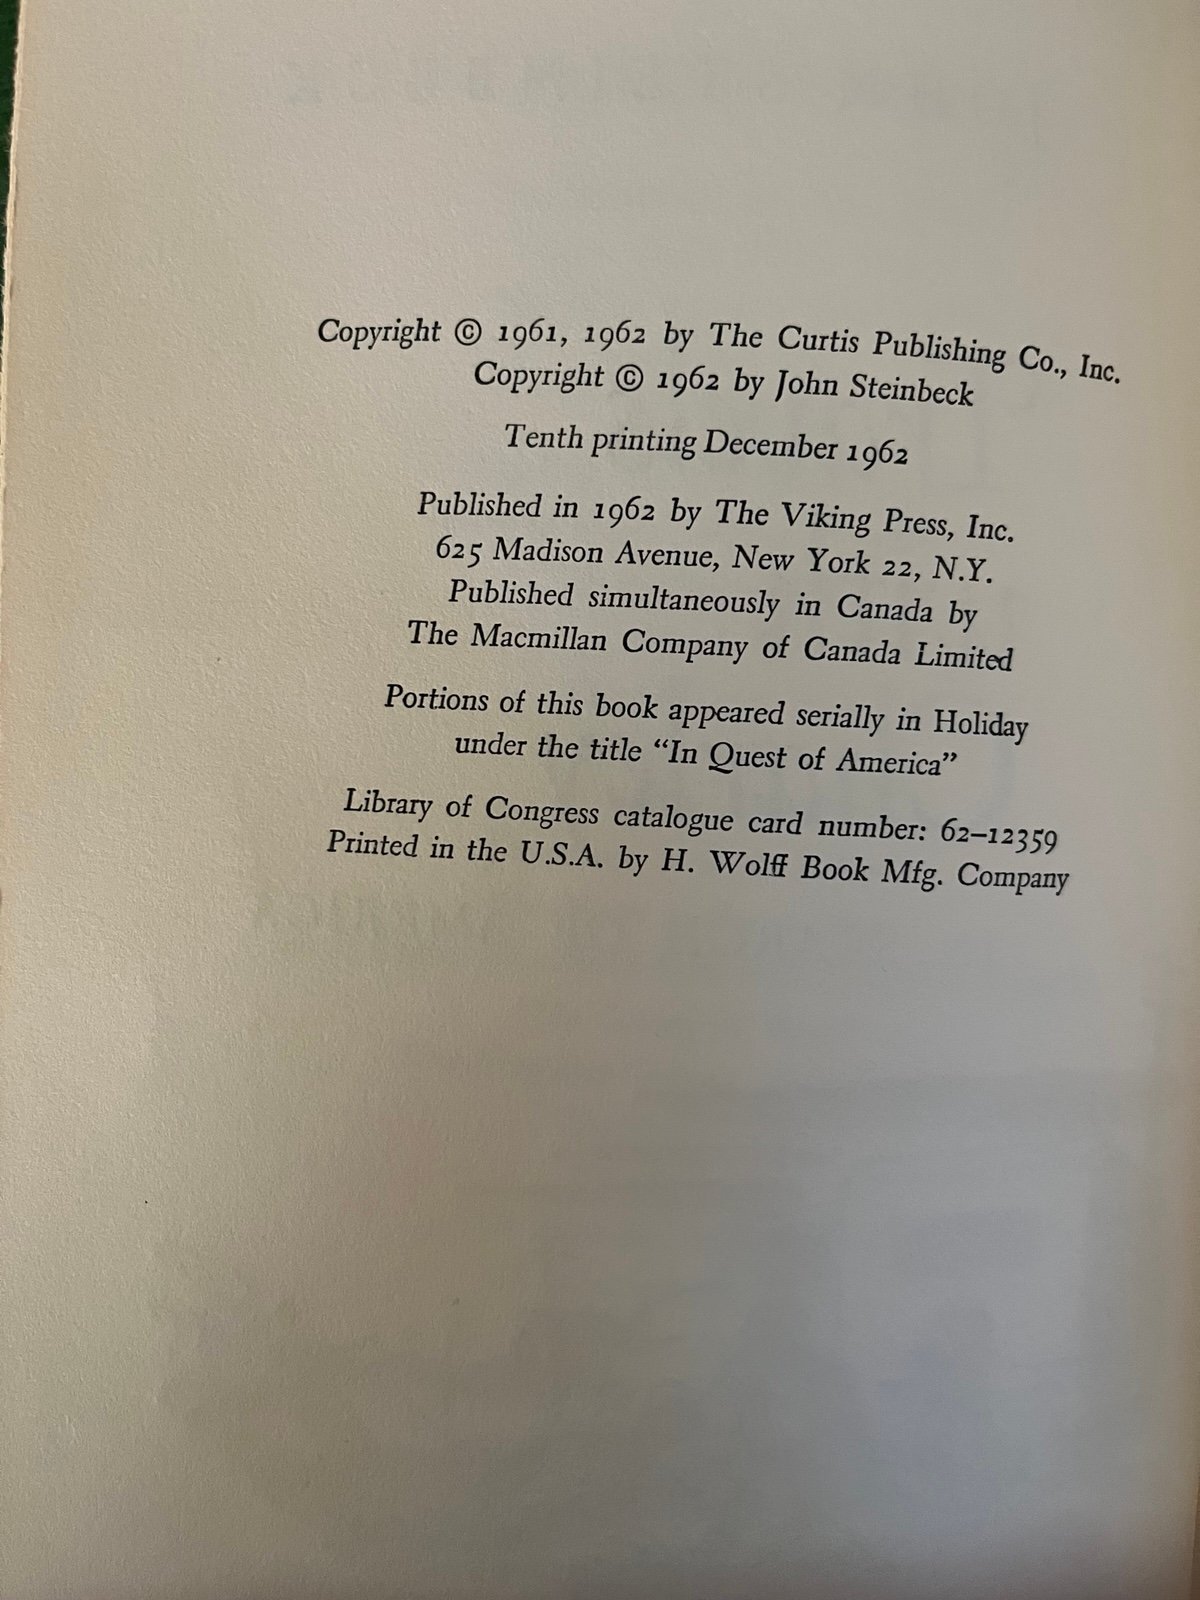 Copyright © 1961, 1962 by The Curtis Publishing Co., Inc.
Copyright © 1962 by John Steinbeck
Tenth printing December 1962
Published in 1962 by The Viking Press, Inc.
625 Madison Avenue, New York 22, N.Y.
Published simultaneously in Canada by
The Macmillan Company of Canada Limited
Portions of this book appeared serially in Holiday
under the title “In Quest of America”
Library of Congress catalogue card number: 62–12359
Printed in the U.S.A. by H. Wolff Book Mfg. Company